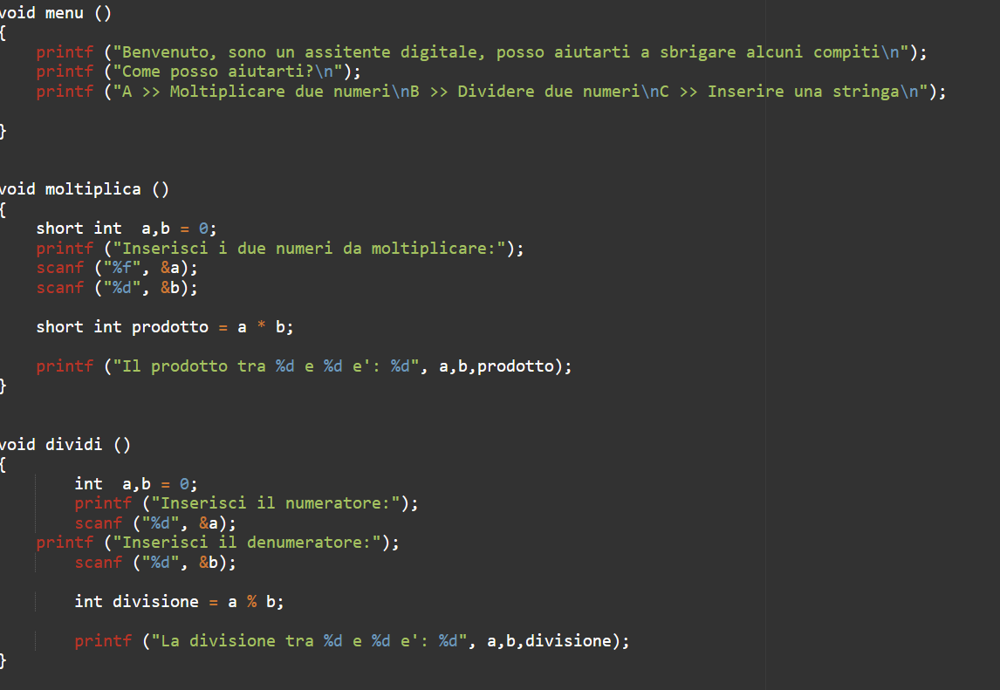 void menu ()
{
    printf ("Benvenuto, sono un assitente digitale, posso aiutarti a sbrigare alcuni compiti\n");
    printf ("Come posso aiutarti?\n");
    printf ("A >> Moltiplicare due numeri\nB >> Dividere due numeri\nC >> Inserire una stringa\n");

}


void moltiplica ()
{
    short int  a,b = 0;
    printf ("Inserisci i due numeri da moltiplicare:");
    scanf ("%f", &a);
    scanf ("%d", &b);

    short int prodotto = a * b;

    printf ("Il prodotto tra %d e %d e': %d", a,b,prodotto);
}


void dividi ()
{
        int  a,b = 0;
        printf ("Inserisci il numeratore:");
        scanf ("%d", &a);
    printf ("Inserisci il denumeratore:");
        scanf ("%d", &b);

        int divisione = a % b;

        printf ("La divisione tra %d e %d e': %d", a,b,divisione);
}